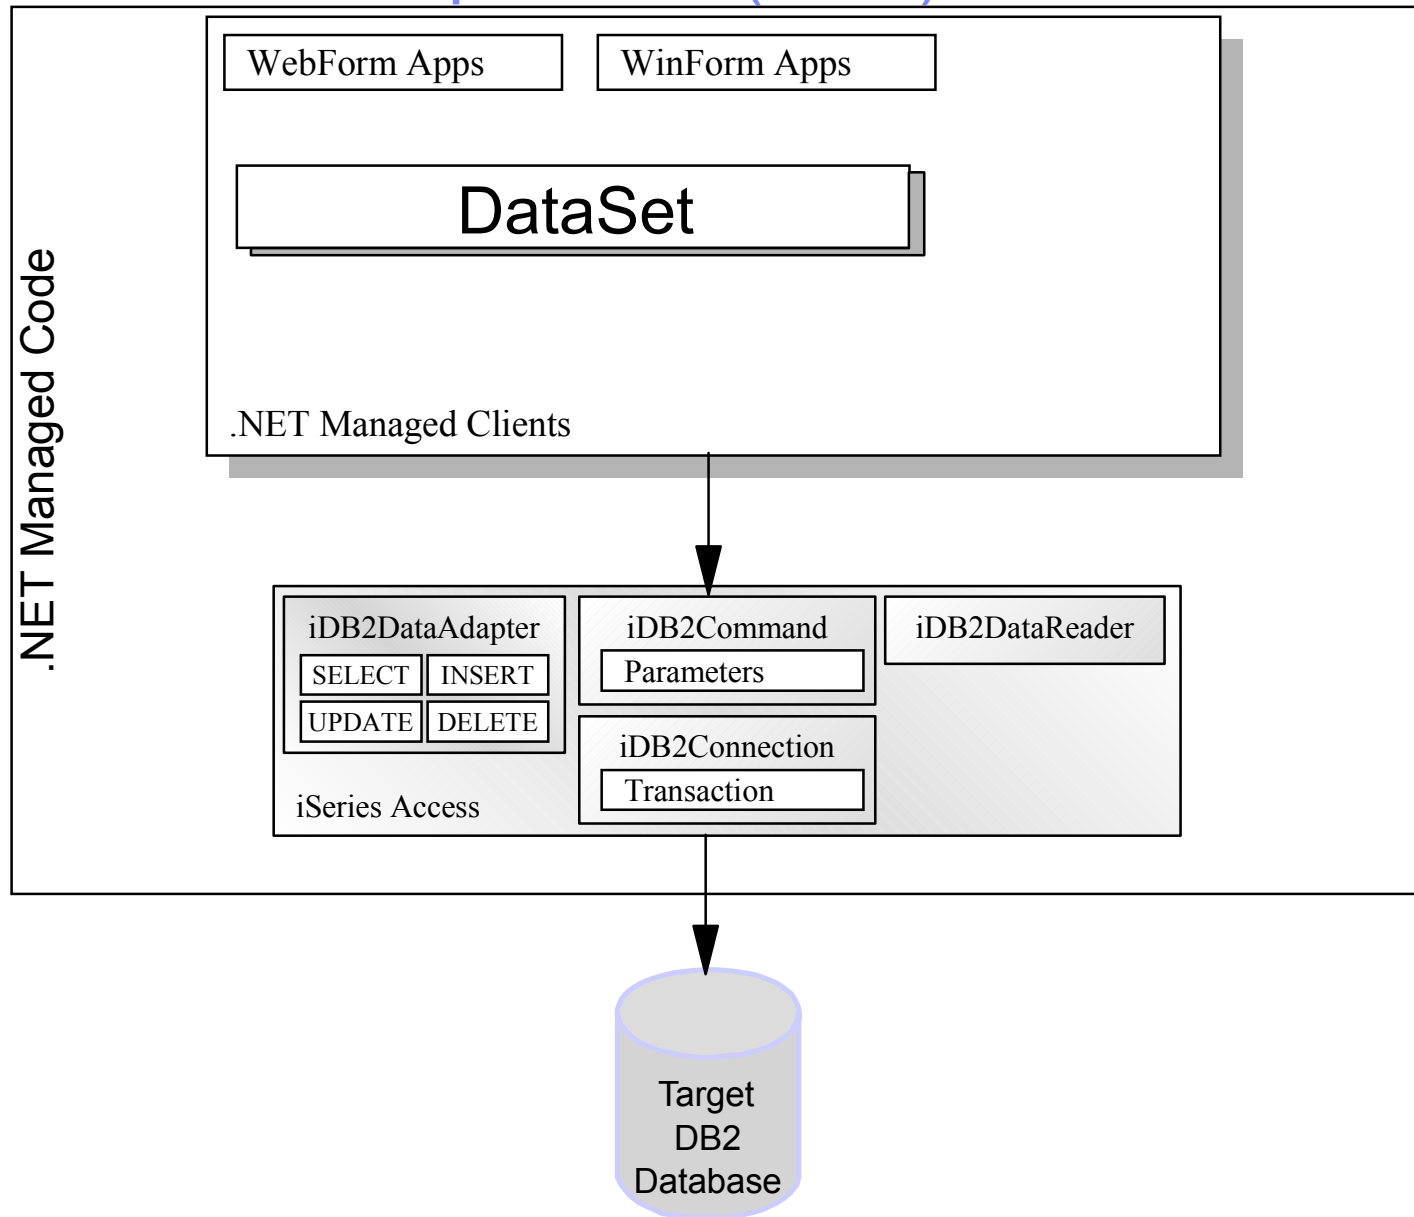 WebForm Apps
WinForm Apps
DataSet
.NET Managed Clients
.NET Managed Code
iDB2DataAdapter
SELECT
INSERT
UPDATE
DELETE
iDB2Command
Parameters
iDB2DataReader
iDB2Connection
Transaction
iSeries Access
Target
DB2
Database